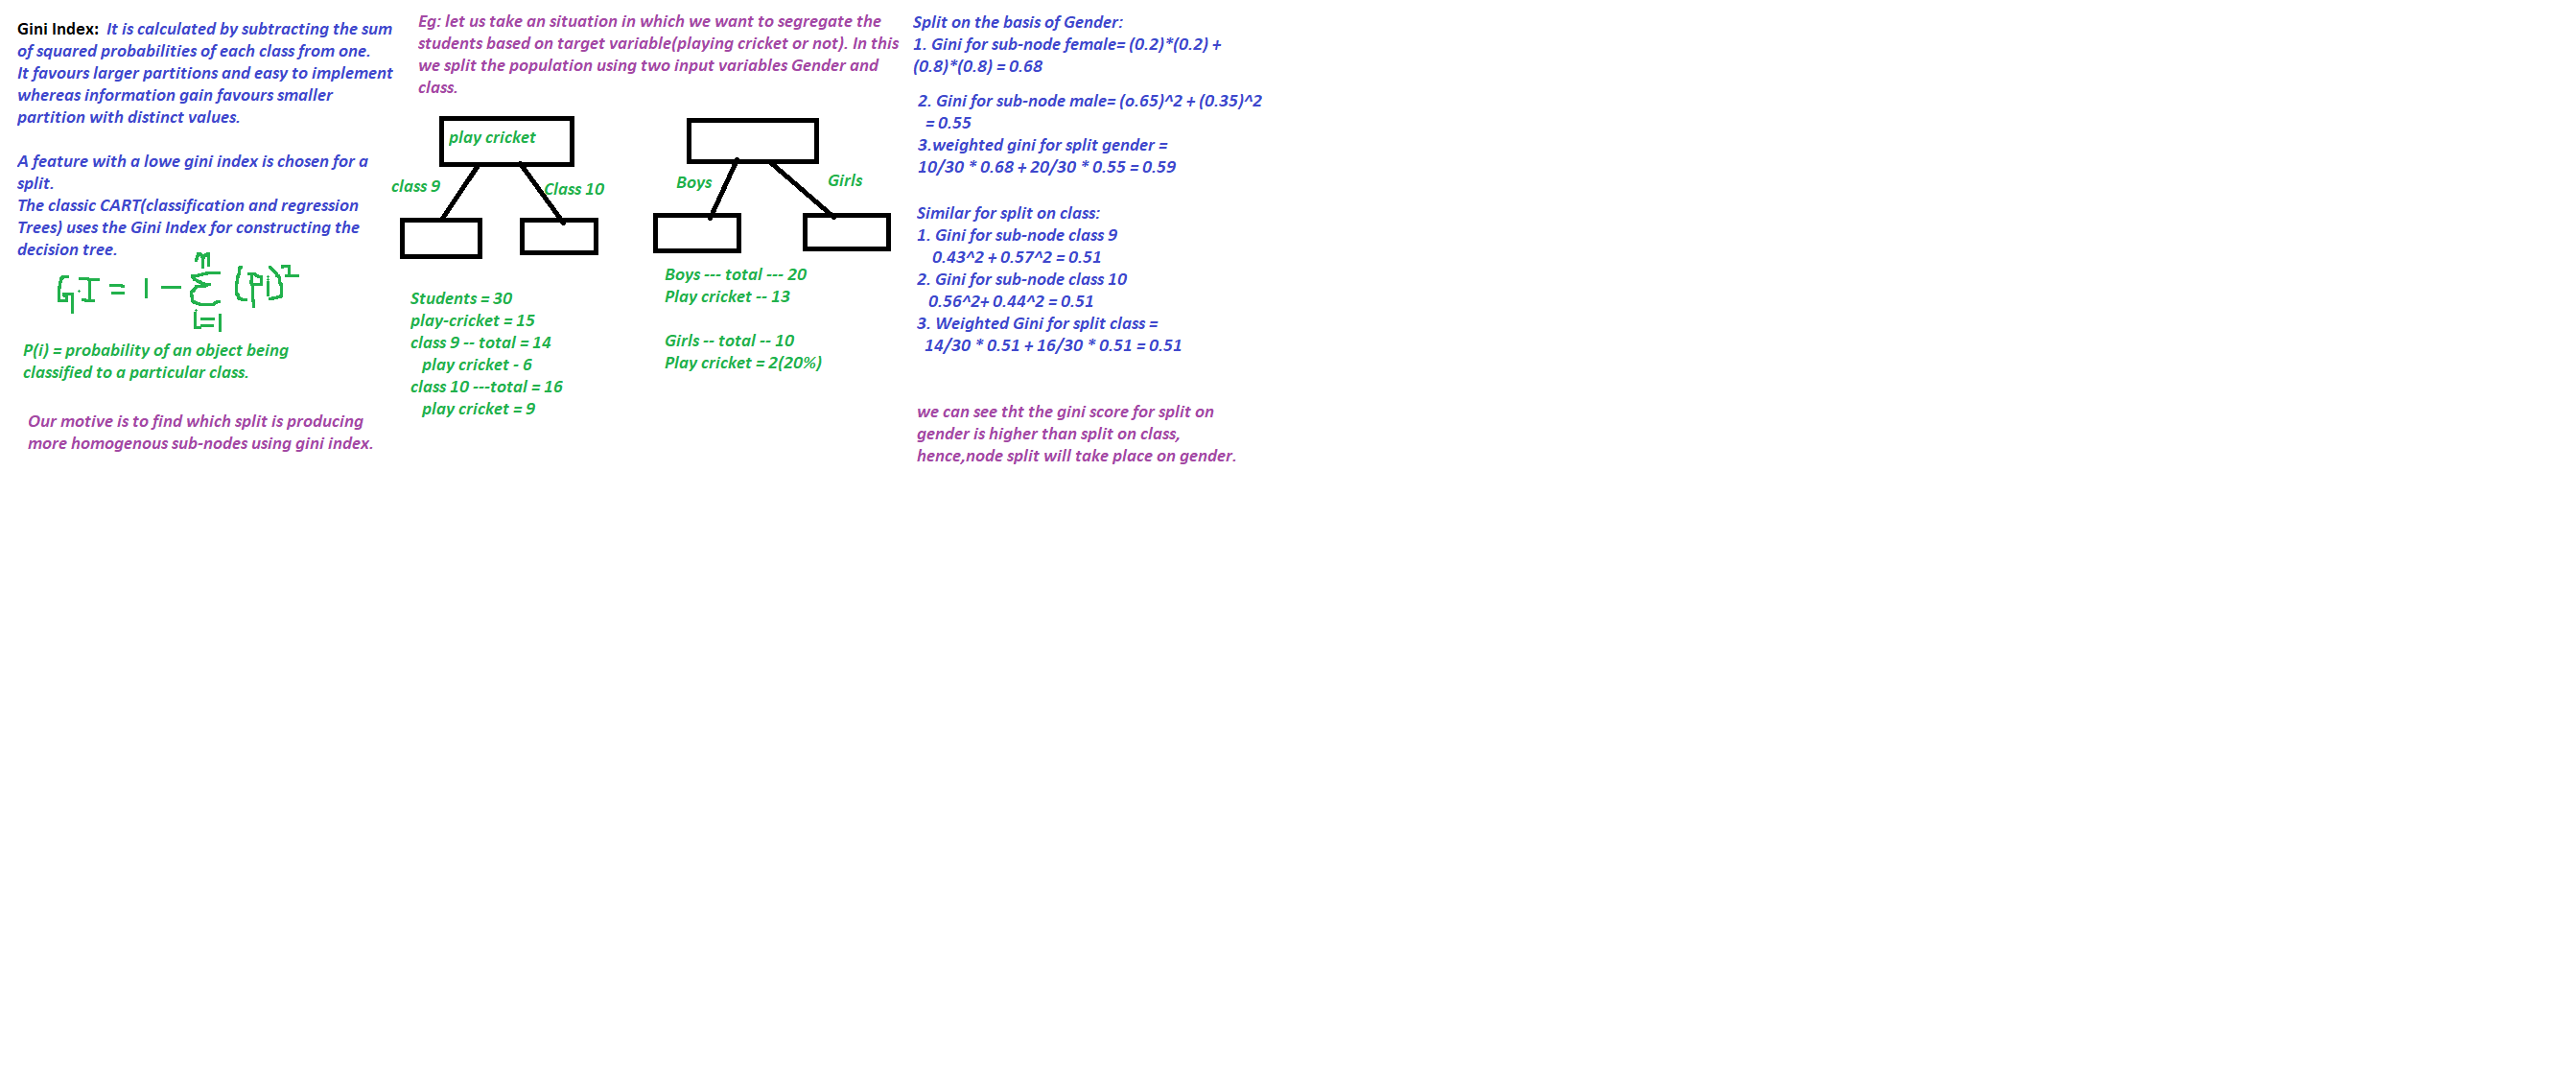 Gini Index:  It is calculated by subtracting the sum
of squared probabilities of each class from one.
It favours larger partitions and easy to implement
whereas information gain favours smaller
partition with distinct values.
A feature with a lowe gini index is chosen for a
split.
The classic CART(classification and regression
Trees) uses the Gini Index for constructing the
decision tree.
G.I = 1 - n Σ i=1 (Pi)²
P(i) = probability of an object being
classified to a particular class.
Our motive is to find which split is producing
more homogenous sub-nodes using gini index.
Eg: let us take an situation in which we want to segregate the
students based on target variable(playing cricket or not). In this
we split the population using two input variables Gender and
class.
play cricket
class 9
Class 10
Students = 30
play-cricket = 15
class 9 -- total = 14
play cricket - 6
class 10 ---total = 16
play cricket = 9
Boys
Girls
Boys --- total --- 20
Play cricket -- 13
Girls -- total -- 10
Play cricket = 2(20%)
Split on the basis of Gender:
1. Gini for sub-node female= (0.2)*(0.2) +
(0.8)*(0.8) = 0.68
2. Gini for sub-node male= (o.65)^2 + (0.35)^2
= 0.55
3.weighted gini for split gender =
10/30 * 0.68 + 20/30 * 0.55 = 0.59
Similar for split on class:
1. Gini for sub-node class 9
0.43^2 + 0.57^2 = 0.51
2. Gini for sub-node class 10
0.56^2+ 0.44^2 = 0.51
3. Weighted Gini for split class =
14/30 * 0.51 + 16/30 * 0.51 = 0.51
we can see tht the gini score for split on
gender is higher than split on class,
hence,node split will take place on gender.